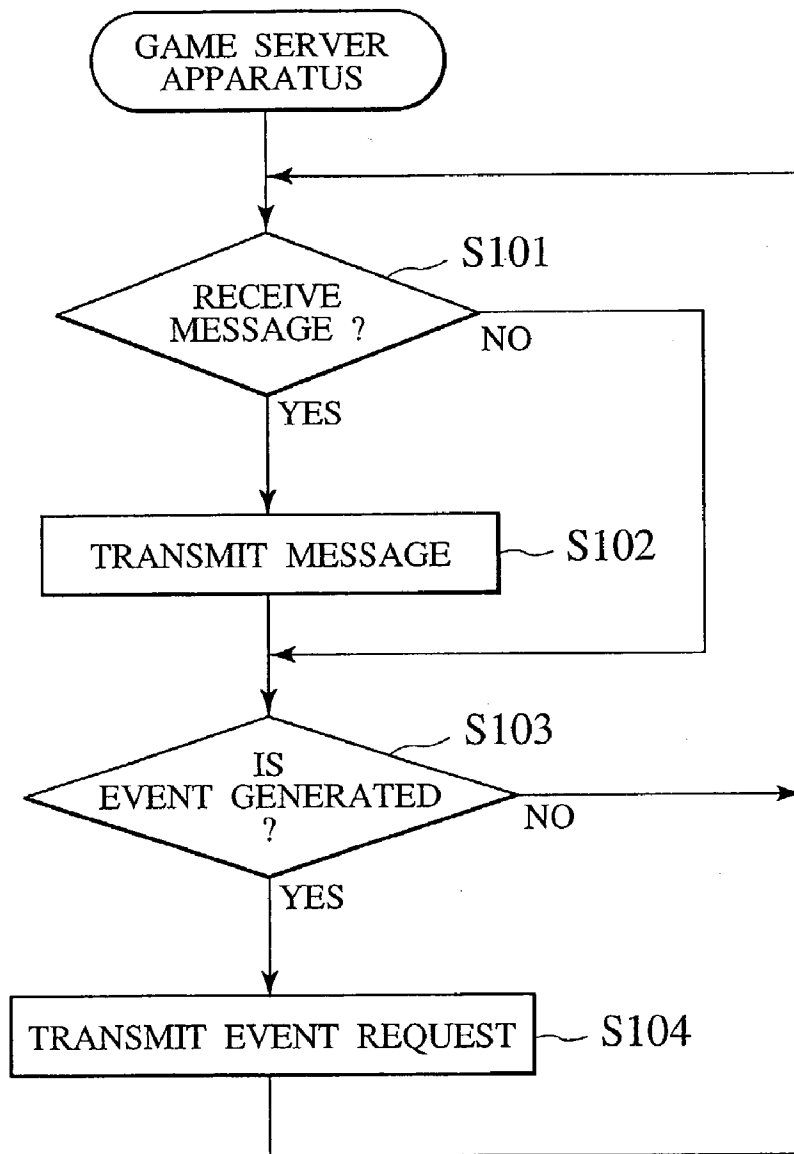 GAME SERVER
APPARATUS
S101
RECEIVE
MESSAGE ?
NO
YES
TRANSMIT MESSAGE
S102
S103
IS
EVENT GENERATED
?
NO
YES
TRANSMIT EVENT REQUEST
S104